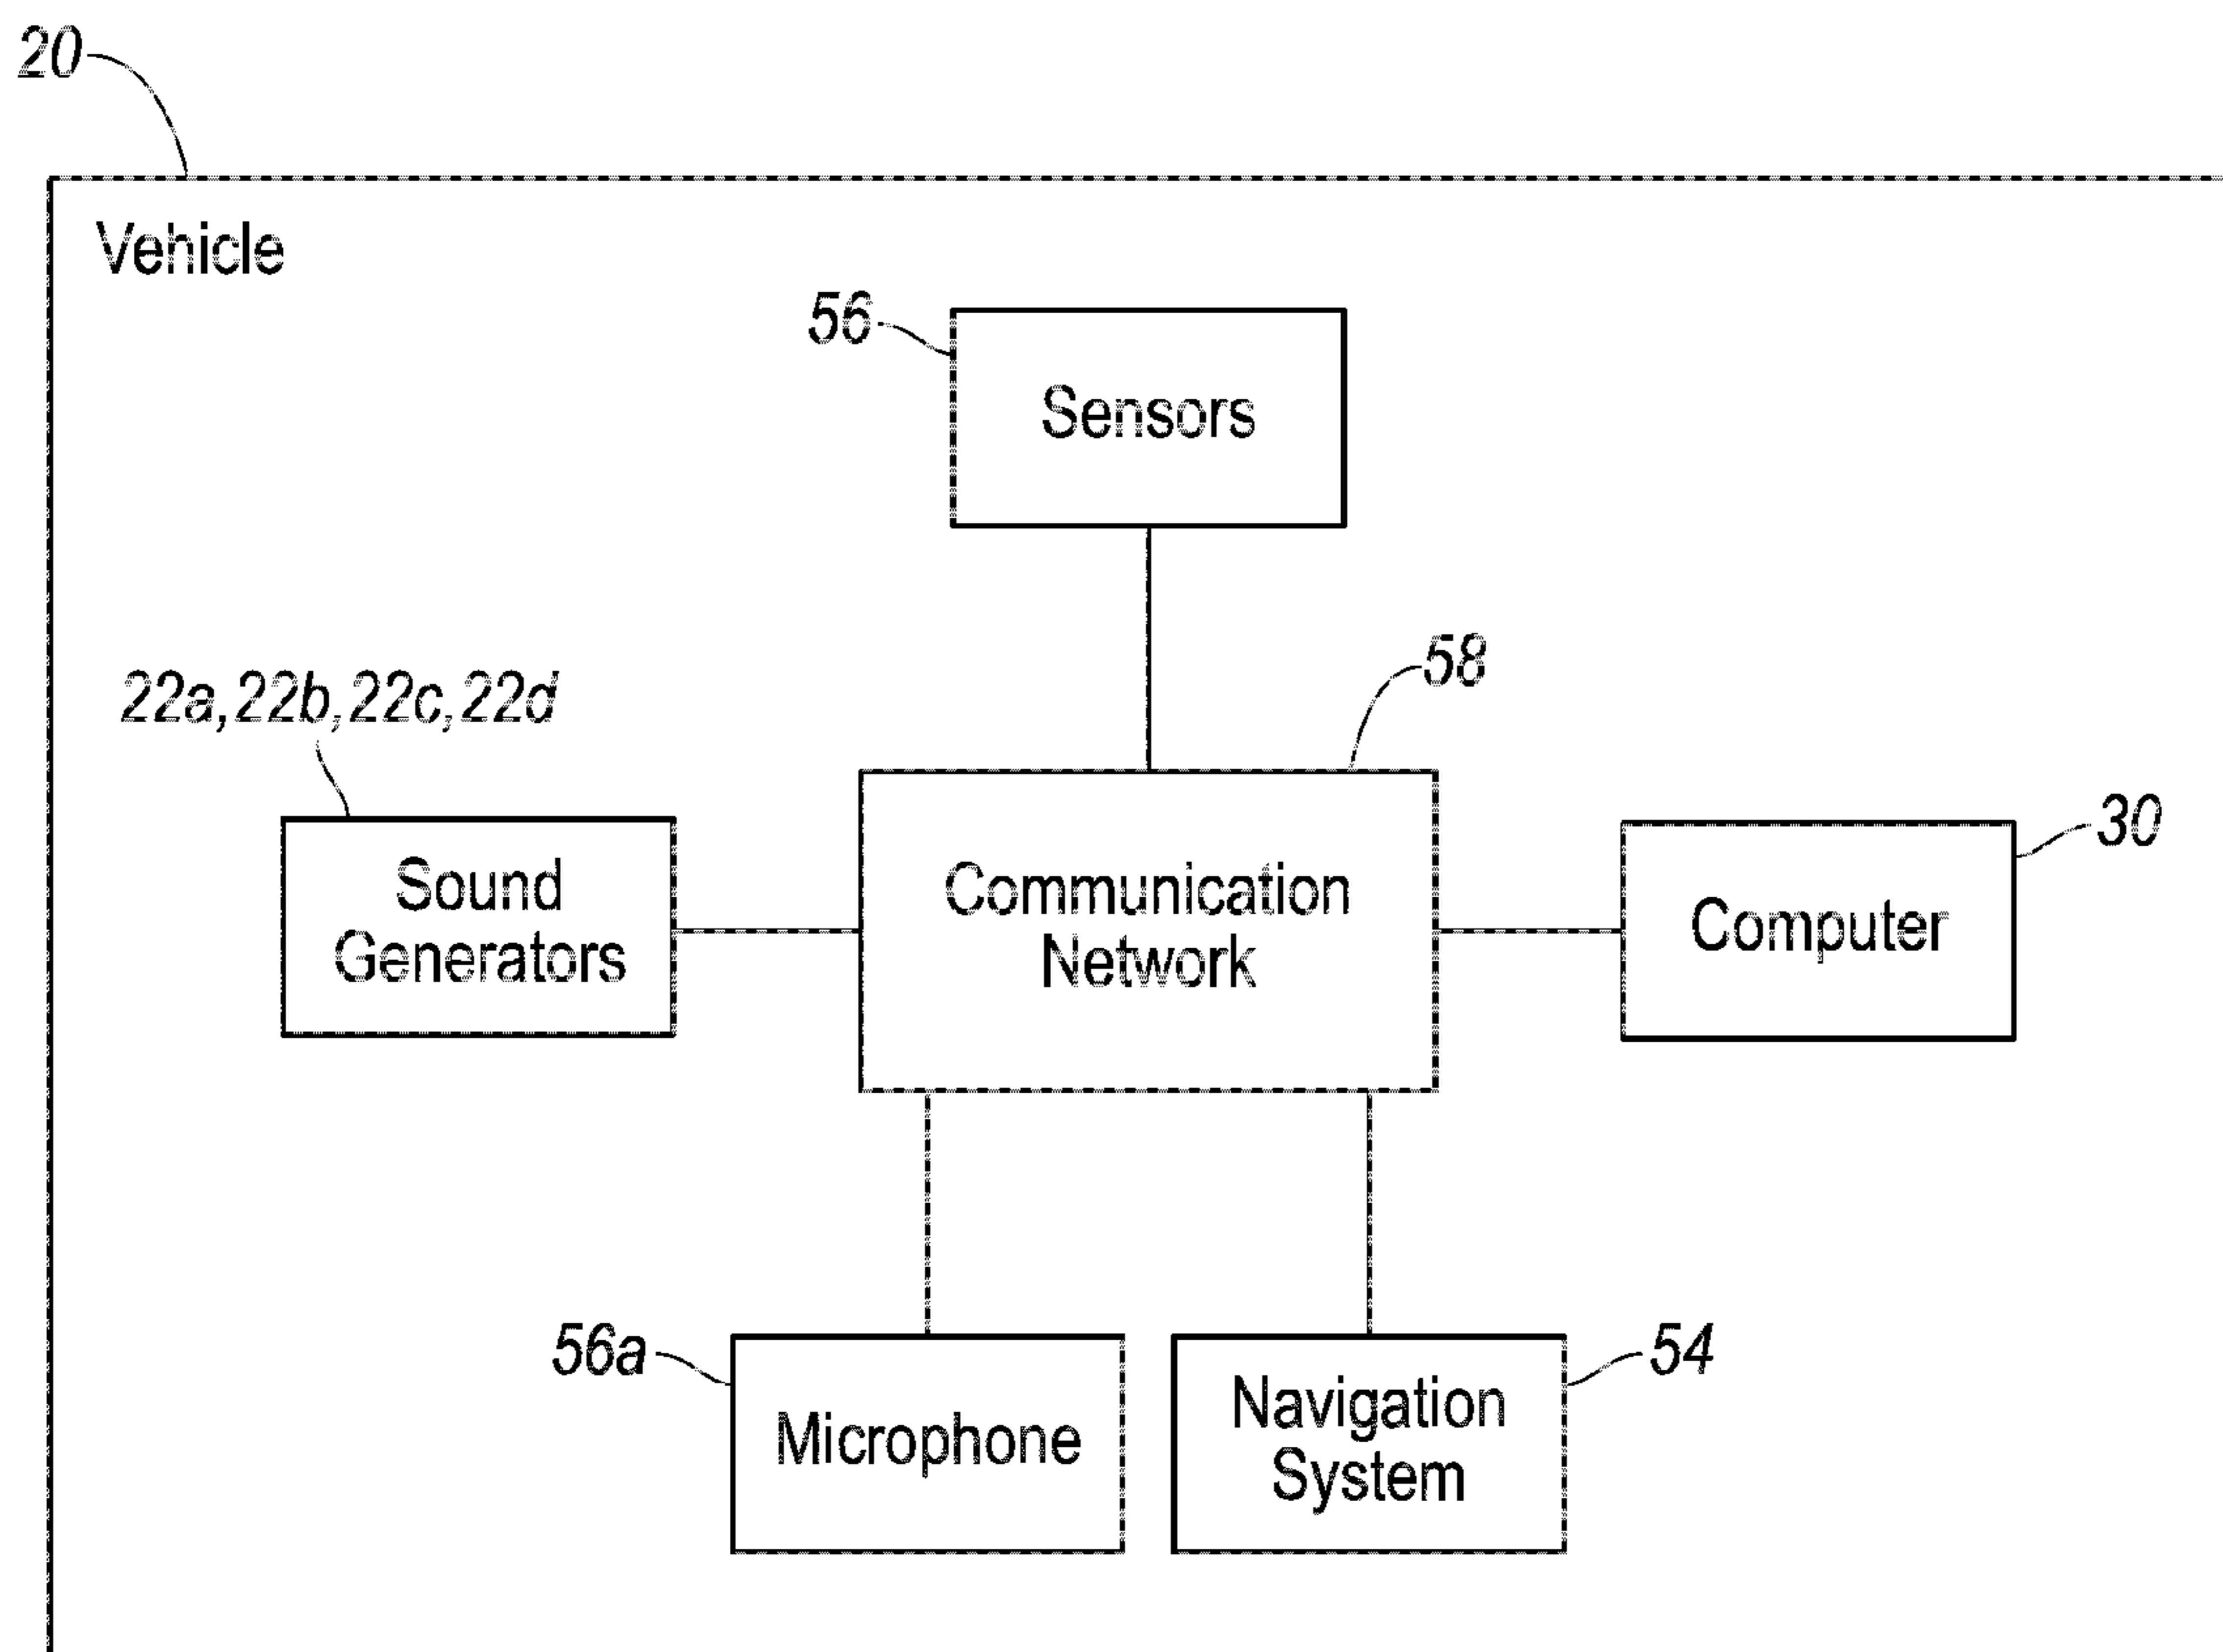 20
Vehicle
56
Sensors
58
22a,22b,22c,22d
30
Sound
Generators
Communication
Network
Computer
56a
Microphone
54
Navigation
System